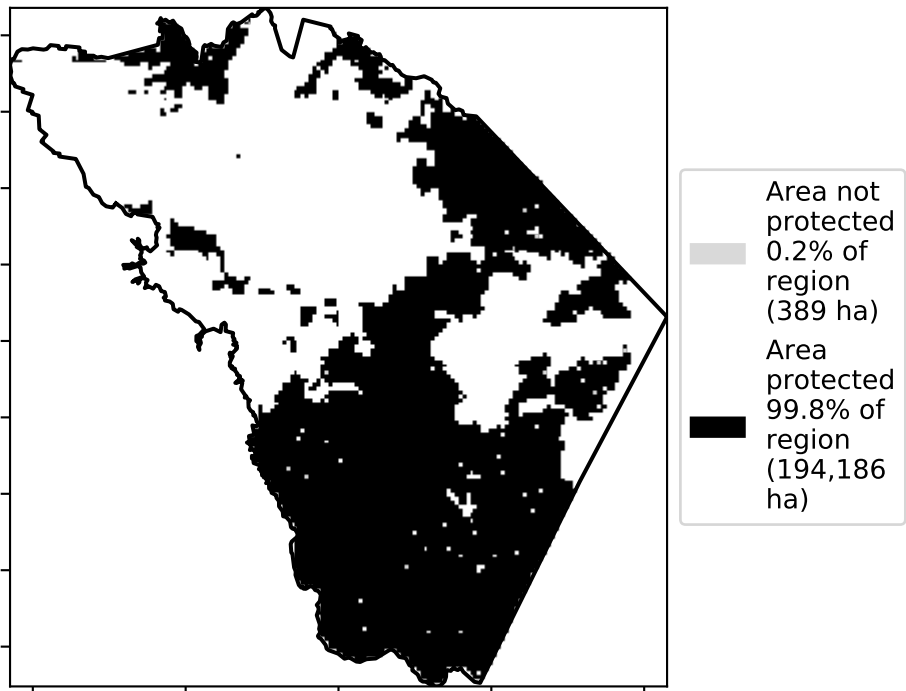 Area not
protected
0.2% of
region
(389 ha)
Area
protected
99.8% of
region
(194,186
ha)